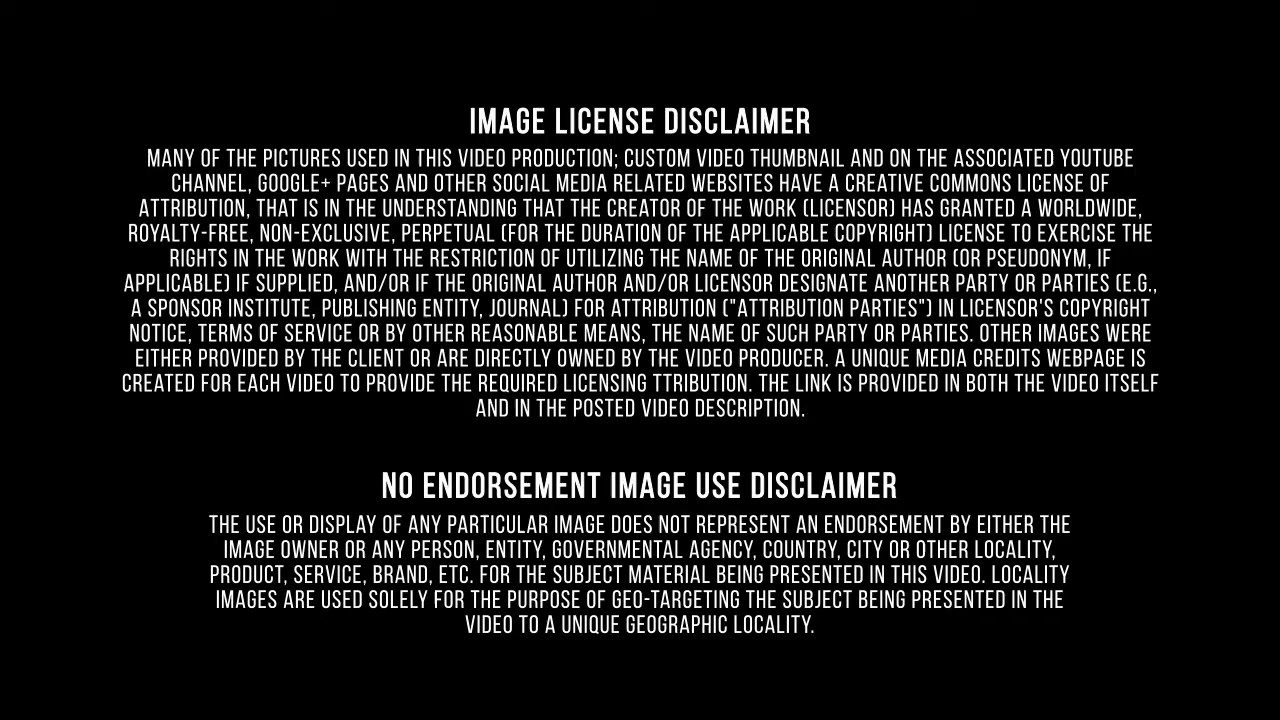 IMAGE LICENSE DISCLAIMER
MANY OF THE PICTURES USED IN THIS VIDEO PRODUCTION; CUSTOM VIDEO THUMBNAIL AND ON THE ASSOCIATED YOUTUBE
CHANNEL, GOOGLE+ PAGES AND OTHER SOCIAL MEDIA RELATED WEBSITES HAVE A CREATIVE COMMONS LICENSE OF
ATTRIBUTION, THAT IS IN THE UNDERSTANDING THAT THE CREATOR OF THE WORK (LICENSOR) HAS GRANTED A WORLDWIDE,
ROYALTY-FREE, NON-EXCLUSIVE, PERPETUAL (FOR THE DURATION OF THE APPLICABLE COPYRIGHT) LICENSE TO EXERCISE THE
RIGHTS IN THE WORK WITH THE RESTRICTION OF UTILIZING THE NAME OF THE ORIGINAL AUTHOR (OR PSEUDONYM, IF
APPLICABLE) IF SUPPLIED, AND/OR IF THE ORIGINAL AUTHOR AND/OR LICENSOR DESIGNATE ANOTHER PARTY OR PARTIES (E.G.,
A SPONSOR INSTITUTE, PUBLISHING ENTITY, JOURNAL) FOR ATTRIBUTION ("ATTRIBUTION PARTIES") IN LICENSOR'S COPYRIGHT
NOTICE, TERMS OF SERVICE OR BY OTHER REASONABLE MEANS, THE NAME OF SUCH PARTY OR PARTIES. OTHER IMAGES WERE
EITHER PROVIDED BY THE CLIENT OR ARE DIRECTLY OWNED BY THE VIDEO PRODUCER. A UNIQUE MEDIA CREDITS WEBPAGE IS
CREATED FOR EACH VIDEO TO PROVIDE THE REQUIRED LICENSING TTRIBUTION. THE LINK IS PROVIDED IN BOTH THE VIDEO ITSELF
AND IN THE POSTED VIDEO DESCRIPTION.
NO ENDORSEMENT IMAGE USE DISCLAIMER
THE USE OR DISPLAY OF ANY PARTICULAR IMAGE DOES NOT REPRESENT AN ENDORSEMENT BY EITHER THE
IMAGE OWNER OR ANY PERSON, ENTITY, GOVERNMENTAL AGENCY, COUNTRY, CITY OR OTHER LOCALITY,
PRODUCT, SERVICE, BRAND, ETC. FOR THE SUBJECT MATERIAL BEING PRESENTED IN THIS VIDEO. LOCALITY
IMAGES ARE USED SOLELY FOR THE PURPOSE OF GEO-TARGETING THE SUBJECT BEING PRESENTED IN THE
VIDEO TO A UNIQUE GEOGRAPHIC LOCALITY.